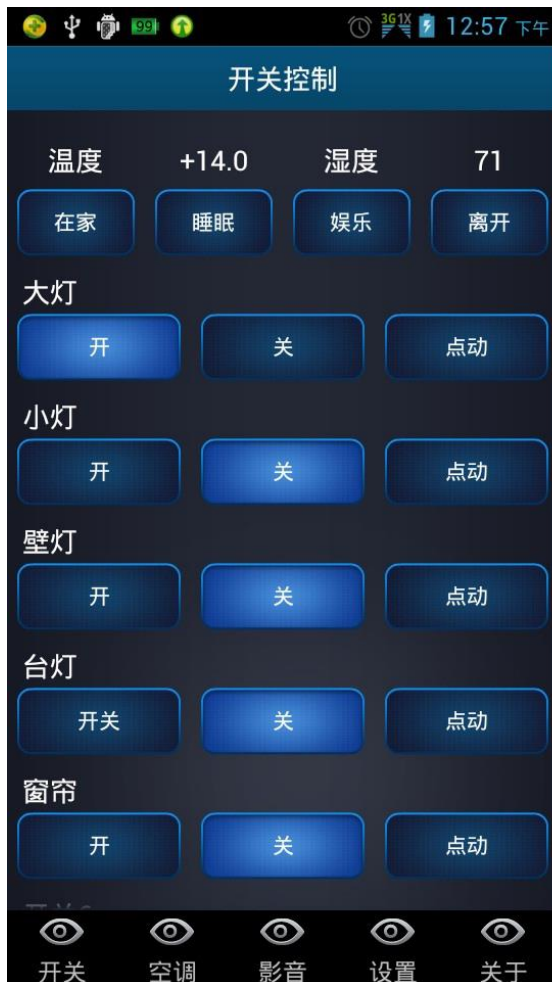 99 3G 1X 12:57 下午
开关控制
温度 +14.0 湿度 71
在家 睡眠 娱乐 离开
大灯
开 关 点动
小灯
开 关 点动
壁灯
开 关 点动
台灯
开关 关 点动
窗帘
开 关 点动
开关 空调 影音 设置 关于